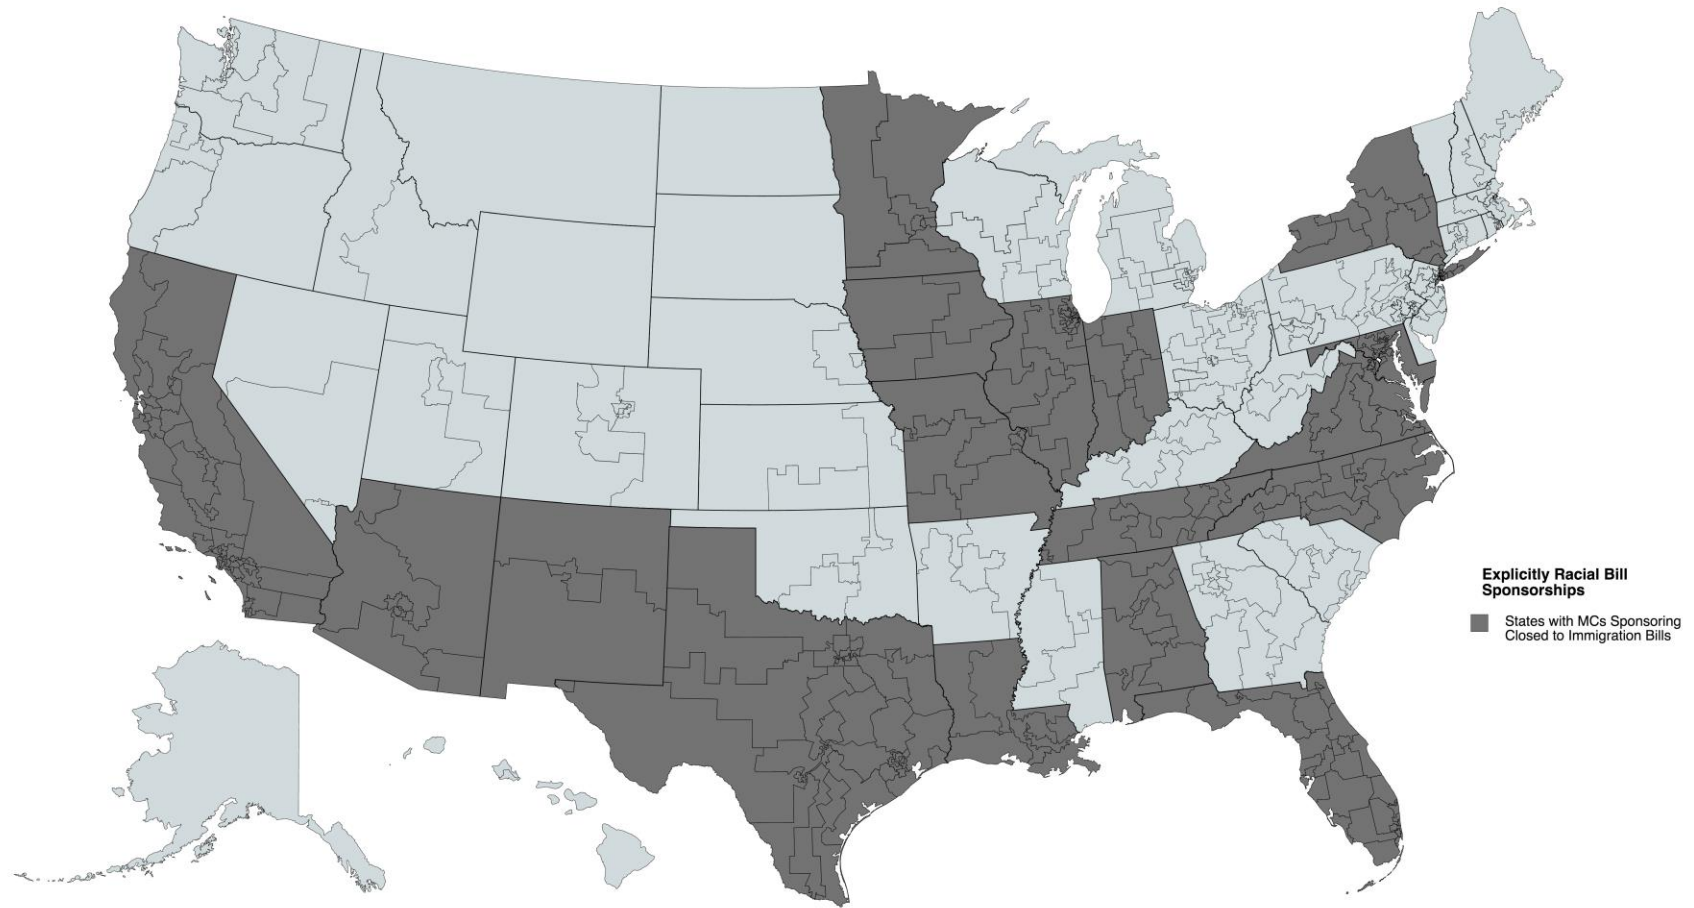 Explicitly Racial Bill
Sponsorships
States with MCs Sponsoring
Closed to Immigration Bills